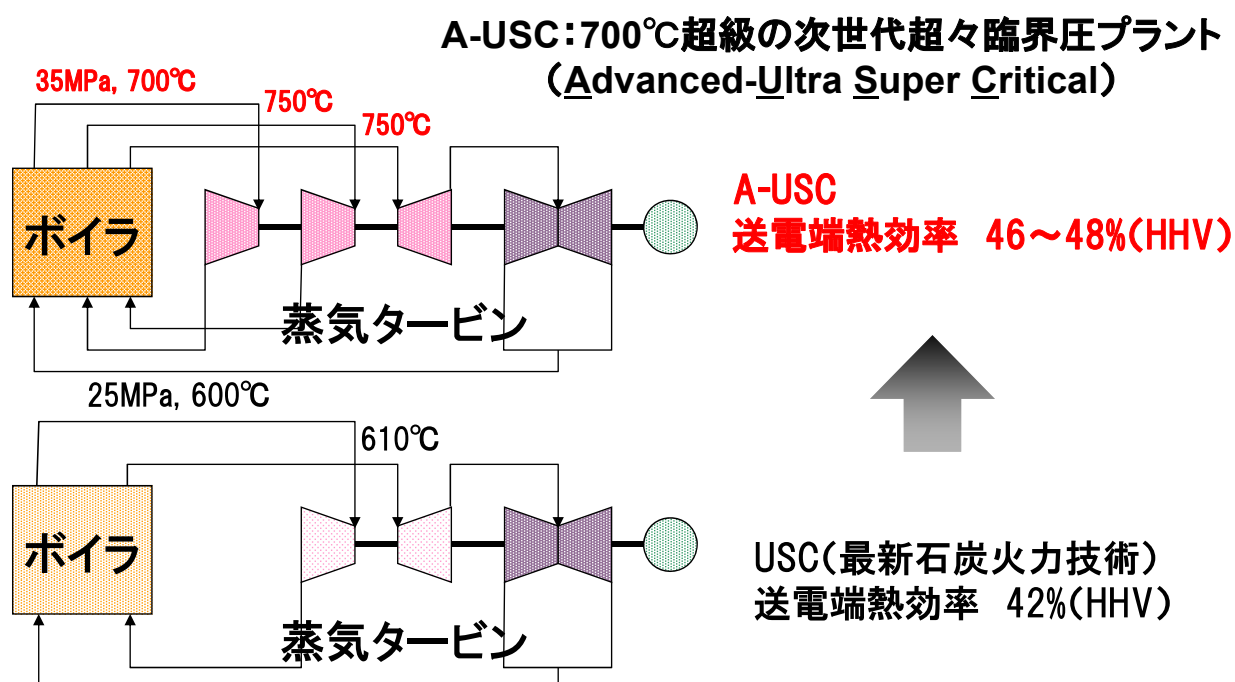 A-USC：700℃超級の次世代超々臨界圧プラント
（Advanced-Ultra Super Critical）
35MPa, 700℃
750℃
750℃
ボイラ
蒸気タービン
A-USC
送電端熱効率　46～48%(HHV)
25MPa, 600℃
610℃
ボイラ
蒸気タービン
USC(最新石炭火力技術)
送電端熱効率　42%(HHV)